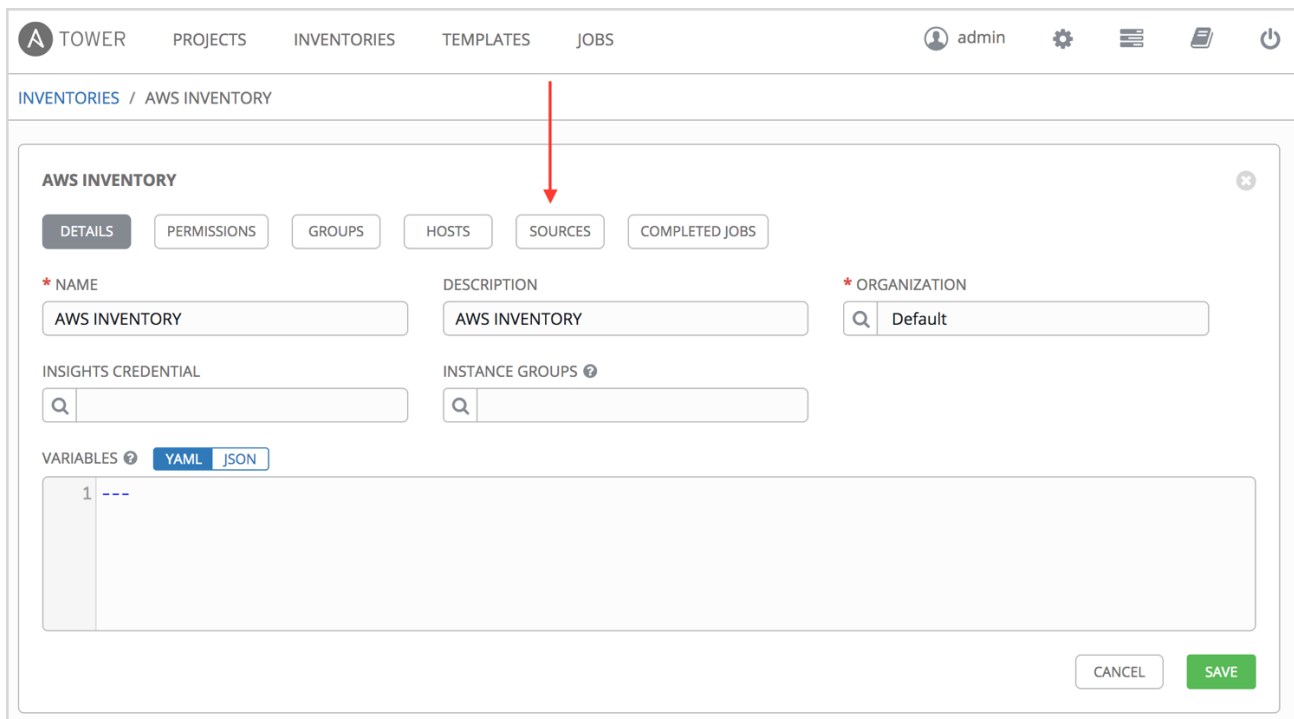 A TOWER PROJECTS INVENTORIES TEMPLATES JOBS admin
INVENTORIES / AWS INVENTORY
AWS INVENTORY
DETAILS PERMISSIONS GROUPS HOSTS SOURCES COMPLETED JOBS
* NAME DESCRIPTION * ORGANIZATION
AWS INVENTORY AWS INVENTORY Default
INSIGHTS CREDENTIAL INSTANCE GROUPS ?
VARIABLES ? YAML JSON
1 ---
CANCEL SAVE